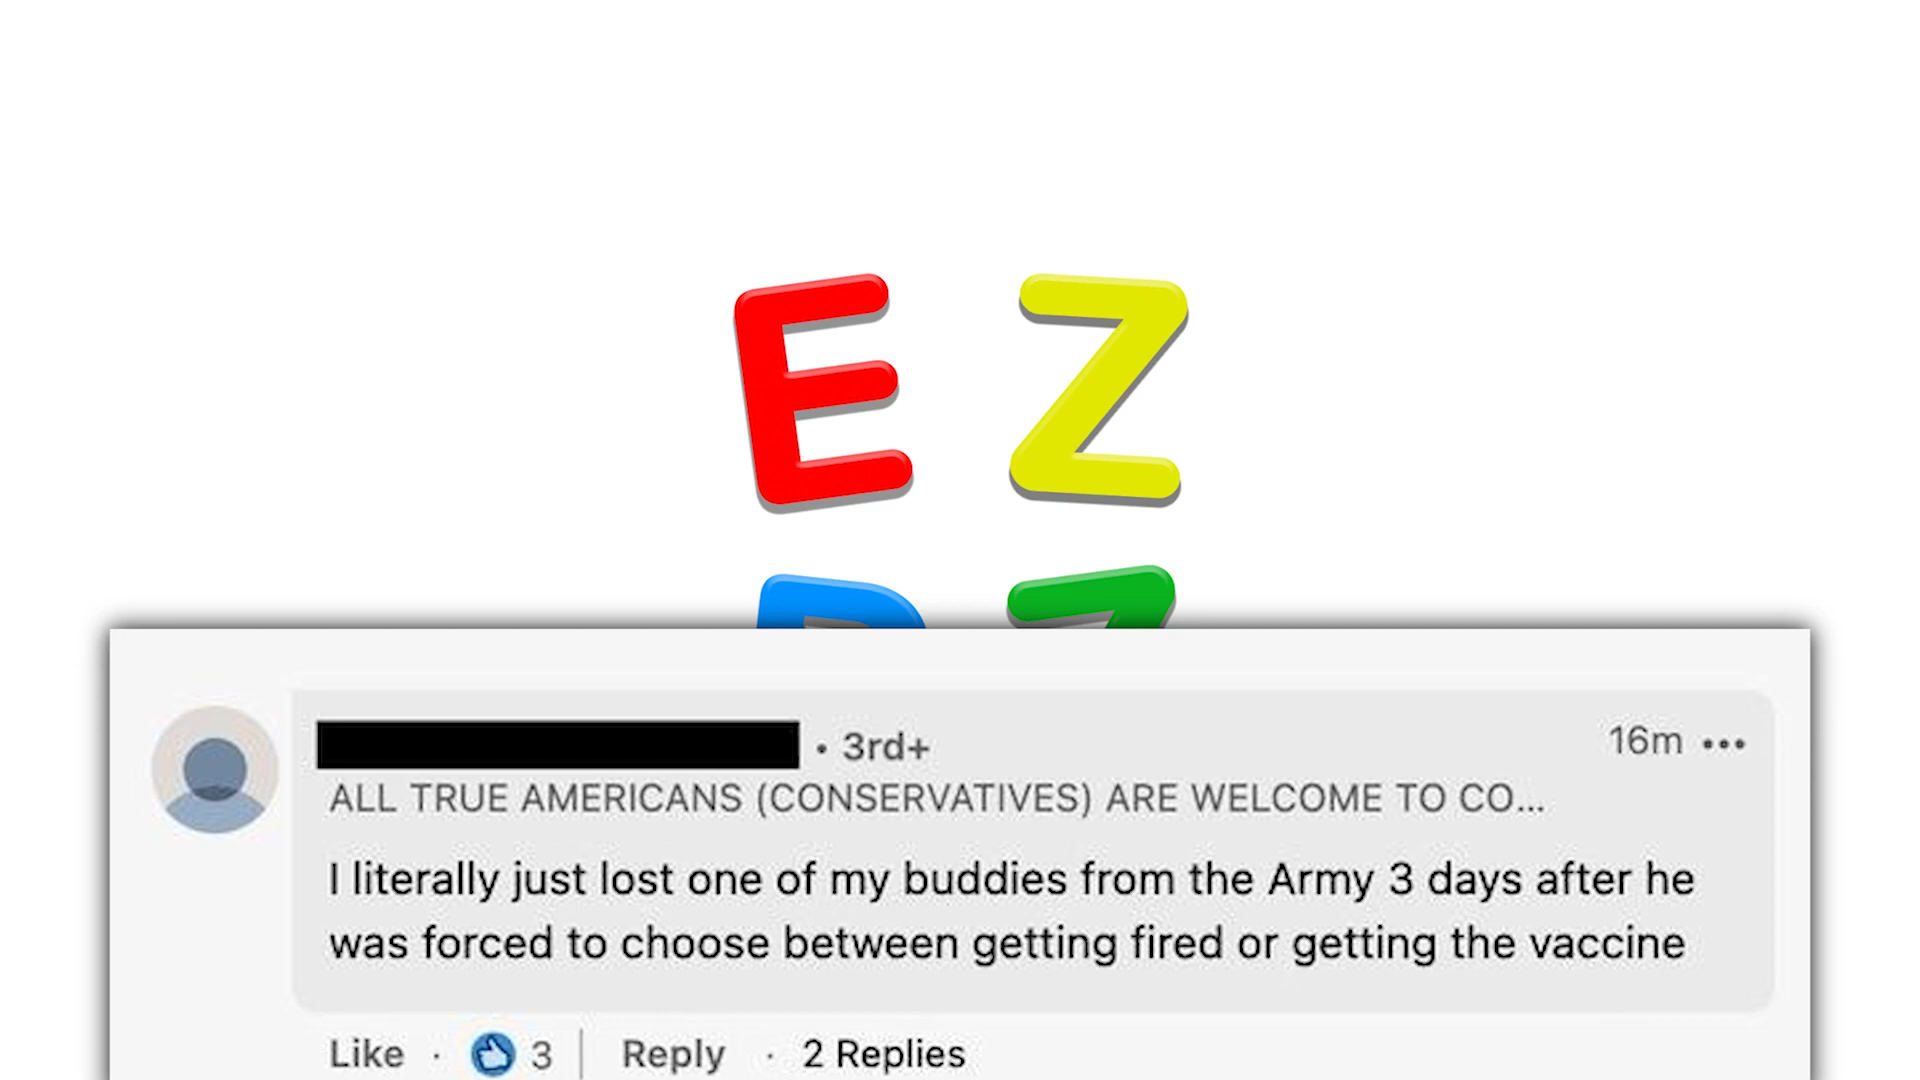 E Z
• 3rd+
16m •••
ALL TRUE AMERICANS (CONSERVATIVES) ARE WELCOME TO CO...
I literally just lost one of my buddies from the Army 3 days after he
was forced to choose between getting fired or getting the vaccine
Like · 3 | Reply · 2 Replies